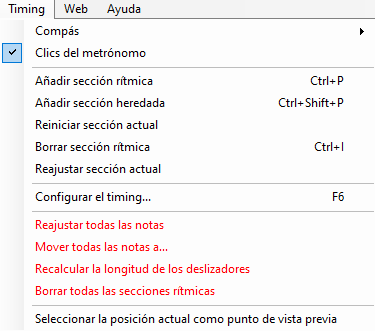 Timing Web Ayuda
Compás
Clics del metrónomo
Añadir sección rítmica Ctrl+P
Añadir sección heredada Ctrl+Shift+P
Reiniciar sección actual
Borrar sección rítmica Ctrl+I
Reajustar sección actual
Configurar el timing... F6
Reajustar todas las notas
Mover todas las notas a...
Recalcular la longitud de los deslizadores
Borrar todas las secciones rítmicas
Seleccionar la posición actual como punto de vista previa